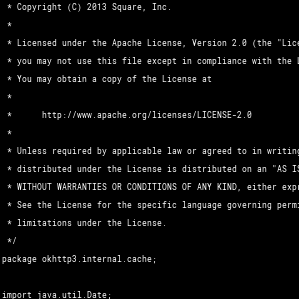 * Copyright (C) 2013 Square, Inc.
*
* Licensed under the Apache License, Version 2.0 (the "Lice
* you may not use this file except in compliance with the L
* You may obtain a copy of the License at
*
*      http://www.apache.org/licenses/LICENSE-2.0
*
* Unless required by applicable law or agreed to in writing
* distributed under the License is distributed on an "AS IS
* WITHOUT WARRANTIES OR CONDITIONS OF ANY KIND, either expr
* See the License for the specific language governing permi
* limitations under the License.
*/
package okhttp3.internal.cache;
import java.util.Date;